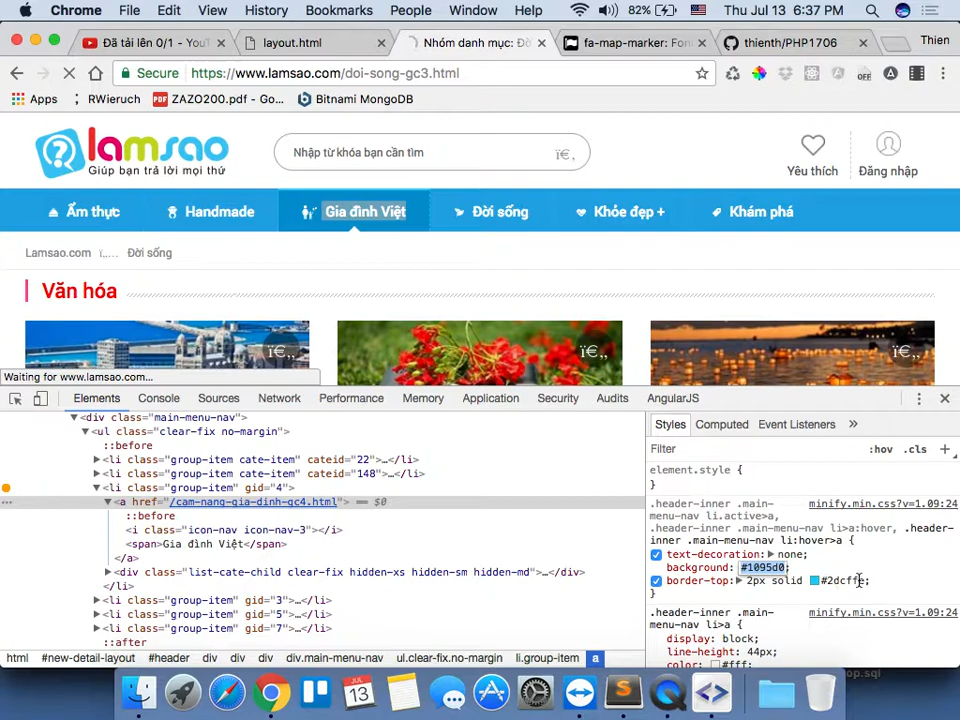 Chrome File Edit View History Bookmarks People Window Help 82% Thu Jul 13 6:37 PM
Đã tải lên 0/1 - YouT layout.html Nhóm danh mục: Đờ fa-map-marker: Fon thienth/PHP1706 Thien
Secure https://www.lamsao.com/doi-song-gc3.html OFF
Apps RWieruch PDF ZAZO200.pdf - Go... Bitnami MongoDB
lamsao
Giúp bạn trả lời mọi thứ
Nhập từ khóa bạn cần tìm ï€„
Yêu thích Đăng nhập
Ẩm thực Handmade Gia đình Việt Đời sống Khỏe đẹp + Khám phá
Lamsao.com ï…. Đời sống
Văn hóa
ï€„ ï€„ ï€„
Waiting for www.lamsao.com...
Elements Console Sources Network Performance Memory Application Security Audits AngularJS
<div class="main-menu-nav">
<ul class="clear-fix no-margin">
::before
<li class="group-item cate-item" cateid="22">…</li>
<li class="group-item cate-item" cateid="148">…</li>
<li class="group-item" gid="4">
<a href="/cam-nang-gia-dinh-gc4.html"> == $0
::before
<i class="icon-nav icon-nav-3"></i>
<span>Gia đình Việt</span>
</a>
<div class="list-cate-child clear-fix hidden-xs hidden-sm hidden-md">…</div>
</li>
<li class="group-item" gid="3">…</li>
<li class="group-item" gid="5">…</li>
<li class="group-item" gid="7">…</li>
::after
html #new-detail-layout #header div div div.main-menu-nav ul.clear-fix.no-margin li.group-item a
Styles Computed Event Listeners »
Filter :hov .cls +
element.style {
}
.header-inner .main-menu-nav li.active>a, minify.min.css?v=1.09:24
.header-inner .main-menu-nav li>a:hover, .header-inner .main-menu-nav li:hover>a {
text-decoration: none;
background: #1095d0;
border-top: 2px solid #2dcffe;
}
.header-inner .main-menu-nav li>a { minify.min.css?v=1.09:24
display: block;
line-height: 44px;
color: #fff;
JUL
13
op.sql